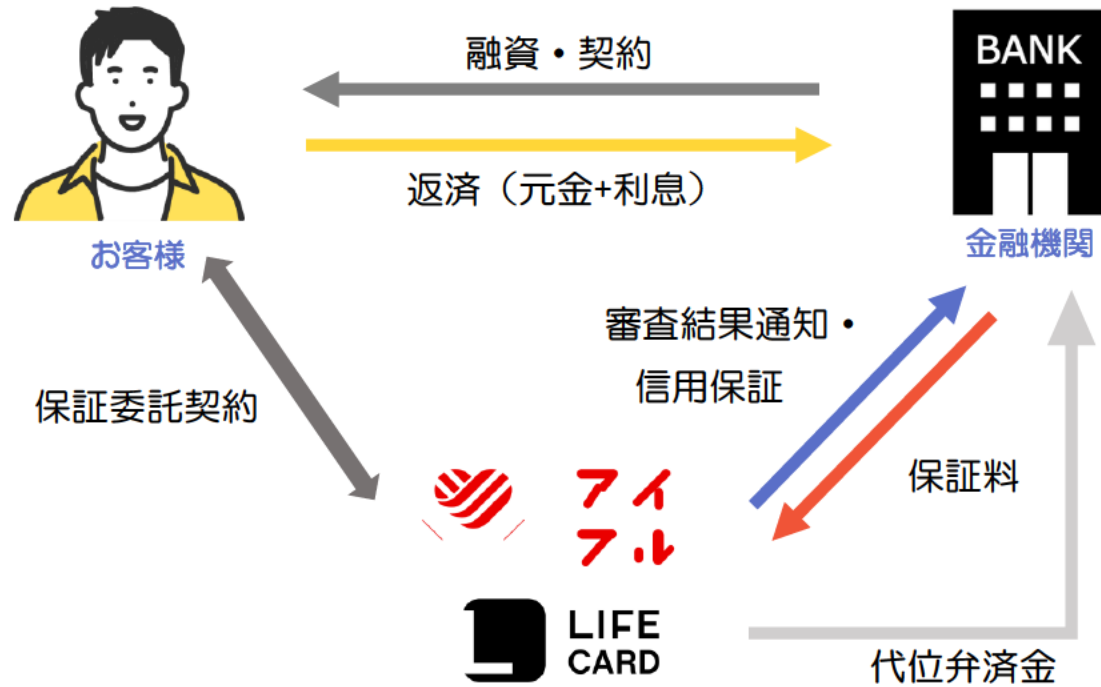 融資・契約
BANK
返済（元金+利息）
お客様
金融機関
審査結果通知・
信用保証
保証委託契約
保証料
アイ
フル
LIFE
CARD
代位弁済金